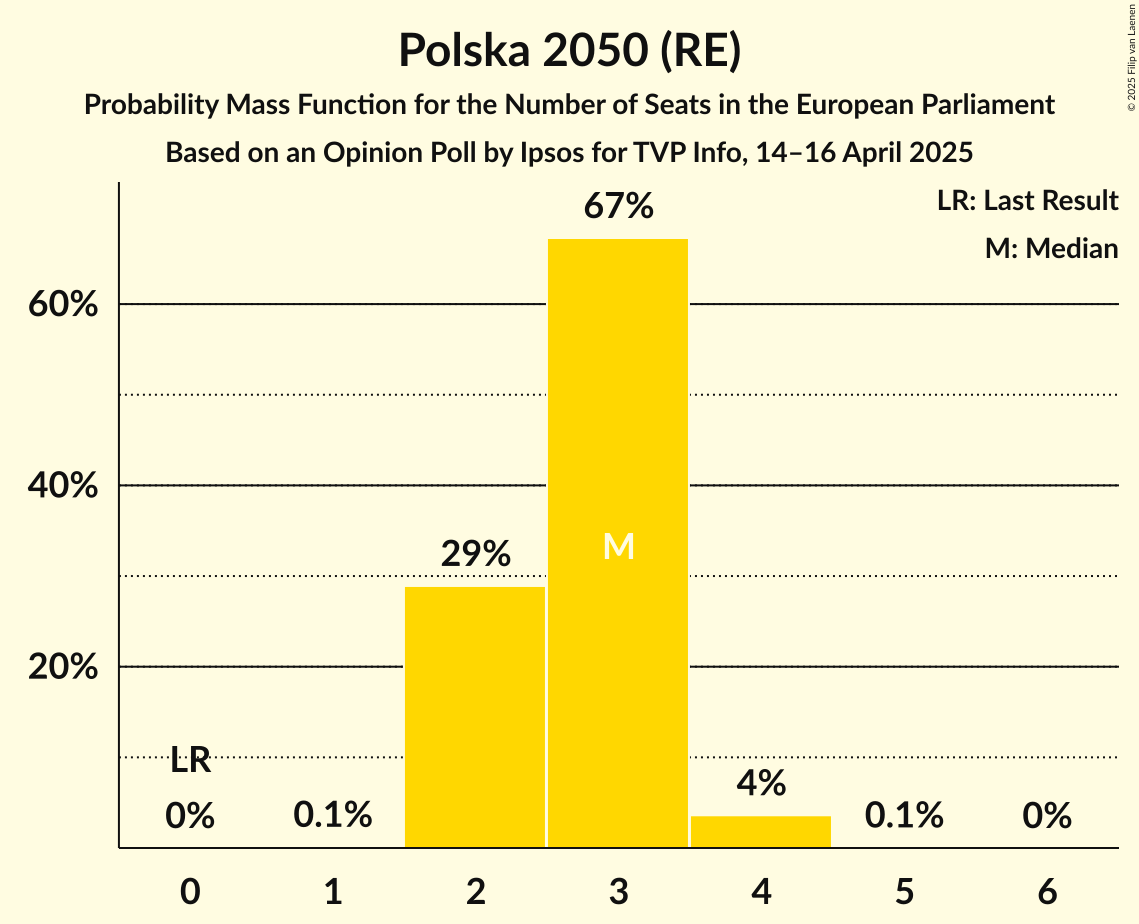 Polska 2050 (RE)
Probability Mass Function for the Number of Seats in the European Parliament
Based on an Opinion Poll by Ipsos for TVP Info, 14–16 April 2025
© 2025 Filip van Laenen
LR: Last Result
M: Median
67%
60%
M
40%
29%
20%
LR
4%
0%
0.1%
0.1%
0%
0
1
2
3
4
5
6